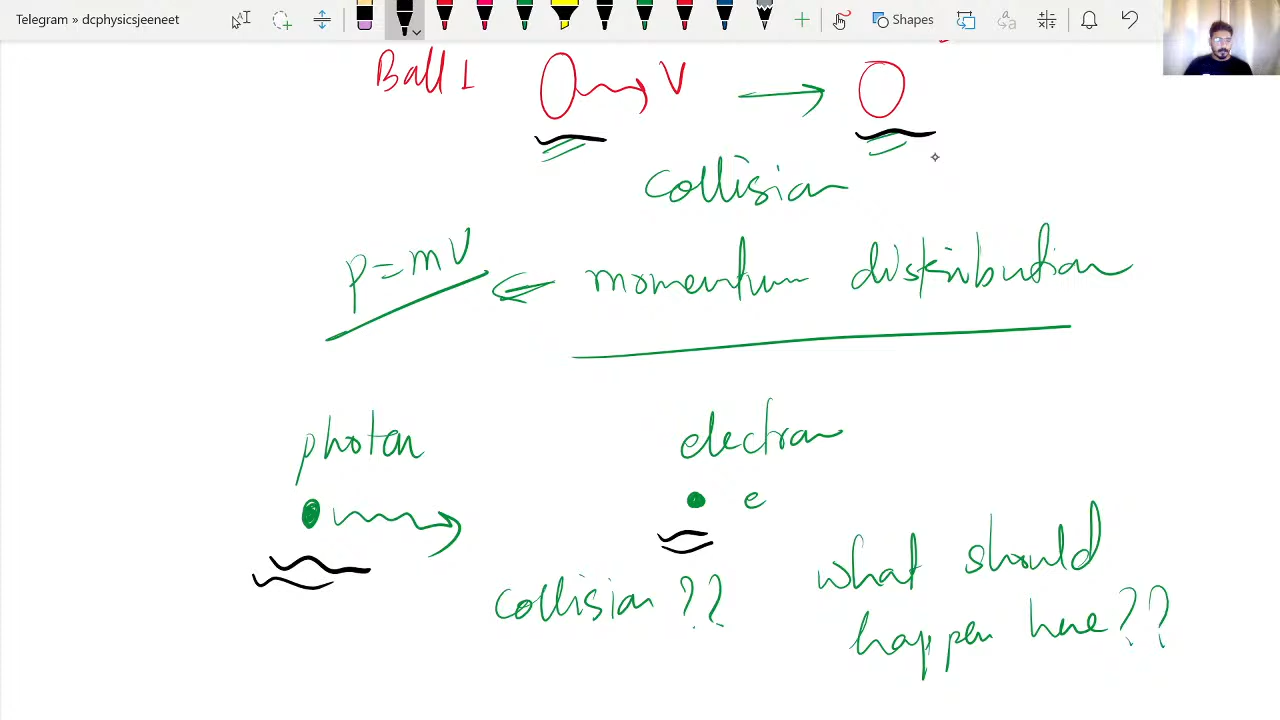 Telegram » dcphysicsjeeneet
Shapes
Ball 1 V
collision
p = mV ⇐ momentum distribution
photon electron
e
collision ?? what should
happen here??